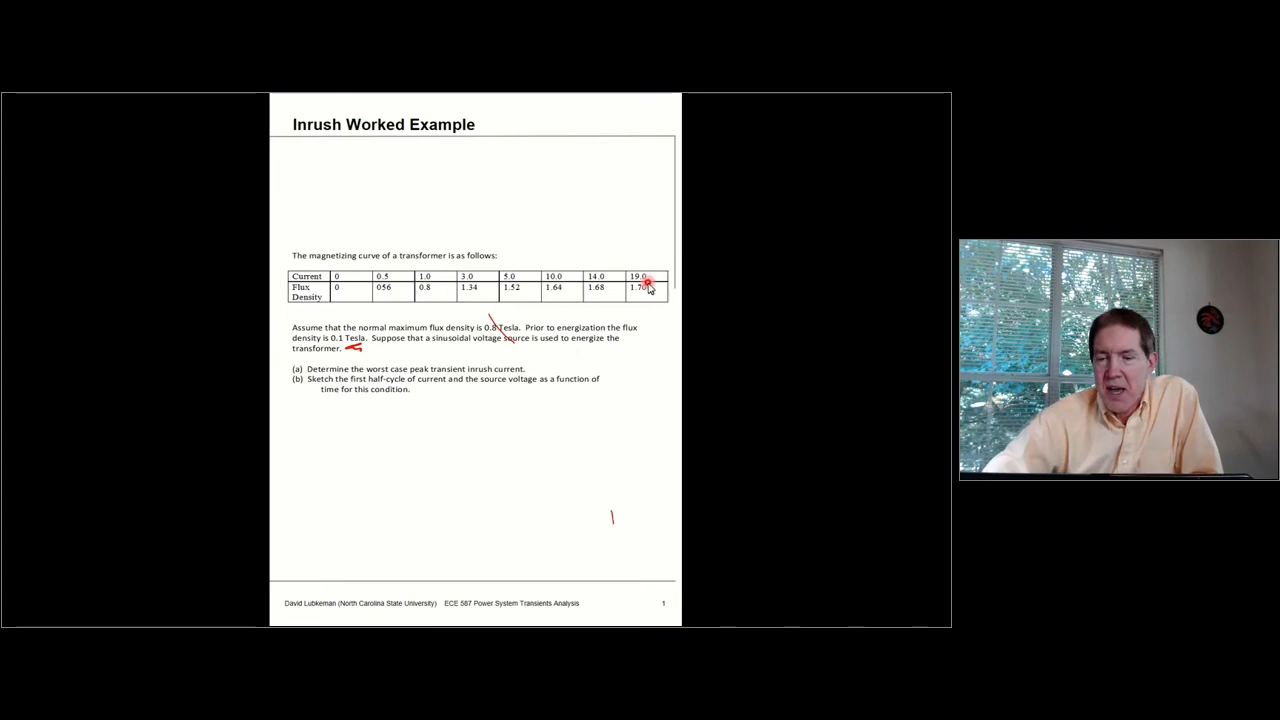 Inrush Worked Example
The magnetizing curve of a transformer is as follows:
Current 0 0.5 1.0 3.0 5.0 10.0 14.0 19.0
Flux Density 0 056 0.8 1.34 1.52 1.64 1.68 1.70
Assume that the normal maximum flux density is 0.8 Tesla. Prior to energization the flux
density is 0.1 Tesla. Suppose that a sinusoidal voltage source is used to energize the
transformer.
(a) Determine the worst case peak transient inrush current.
(b) Sketch the first half-cycle of current and the source voltage as a function of
time for this condition.
David Lubkeman (North Carolina State University) ECE 587 Power System Transients Analysis 1